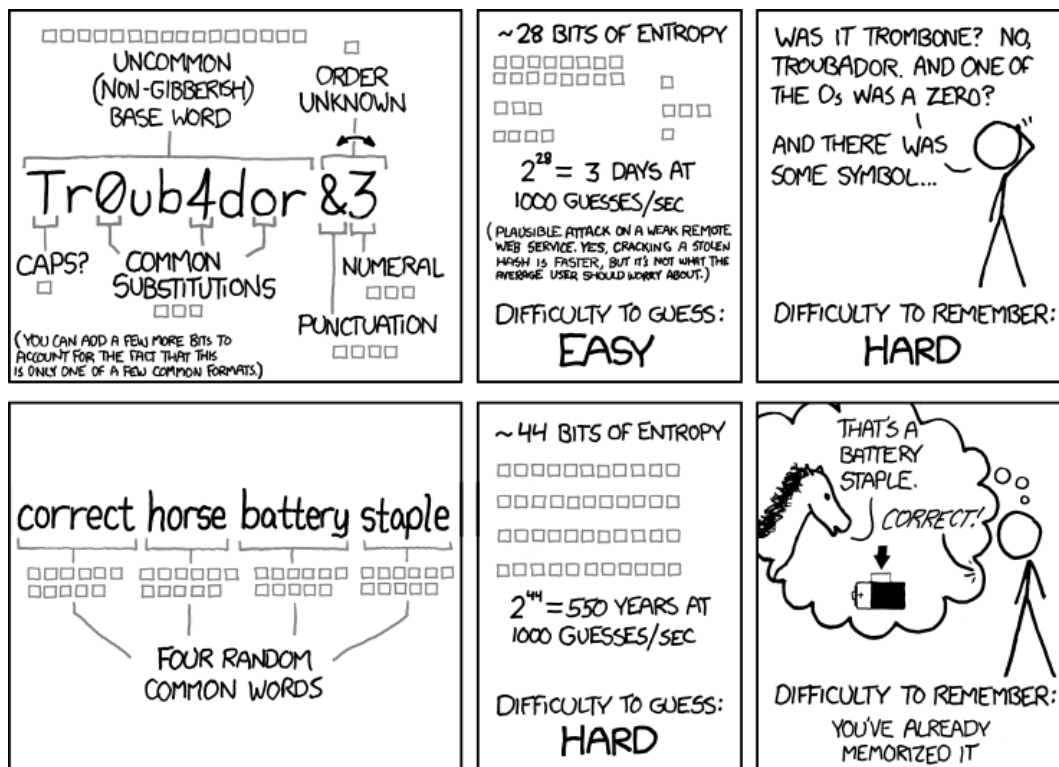 UNCOMMON
(NON-GIBBERISH)
BASE WORD
ORDER
UNKNOWN
Tr0ub4dor &3
CAPS?
COMMON
SUBSTITUTIONS
NUMERAL
PUNCTUATION
(YOU CAN ADD A FEW MORE BITS TO
ACCOUNT FOR THE FACT THAT THIS
IS ONLY ONE OF A FEW COMMON FORMATS.)
~28 BITS OF ENTROPY
2^28 = 3 DAYS AT
1000 GUESSES/SEC
(PLAUSIBLE ATTACK ON A WEAK REMOTE
WEB SERVICE. YES, CRACKING A STOLEN
HASH IS FASTER, BUT IT'S NOT WHAT THE
AVERAGE USER SHOULD WORRY ABOUT.)
DIFFICULTY TO GUESS:
EASY
WAS IT TROMBONE? NO,
TROUBADOR. AND ONE OF
THE Os WAS A ZERO?
AND THERE WAS
SOME SYMBOL...
DIFFICULTY TO REMEMBER:
HARD
correct horse battery staple
FOUR RANDOM
COMMON WORDS
~44 BITS OF ENTROPY
2^44 = 550 YEARS AT
1000 GUESSES/SEC
DIFFICULTY TO GUESS:
HARD
THAT'S A
BATTERY
STAPLE.
CORRECT!
+
DIFFICULTY TO REMEMBER:
YOU'VE ALREADY
MEMORIZED IT